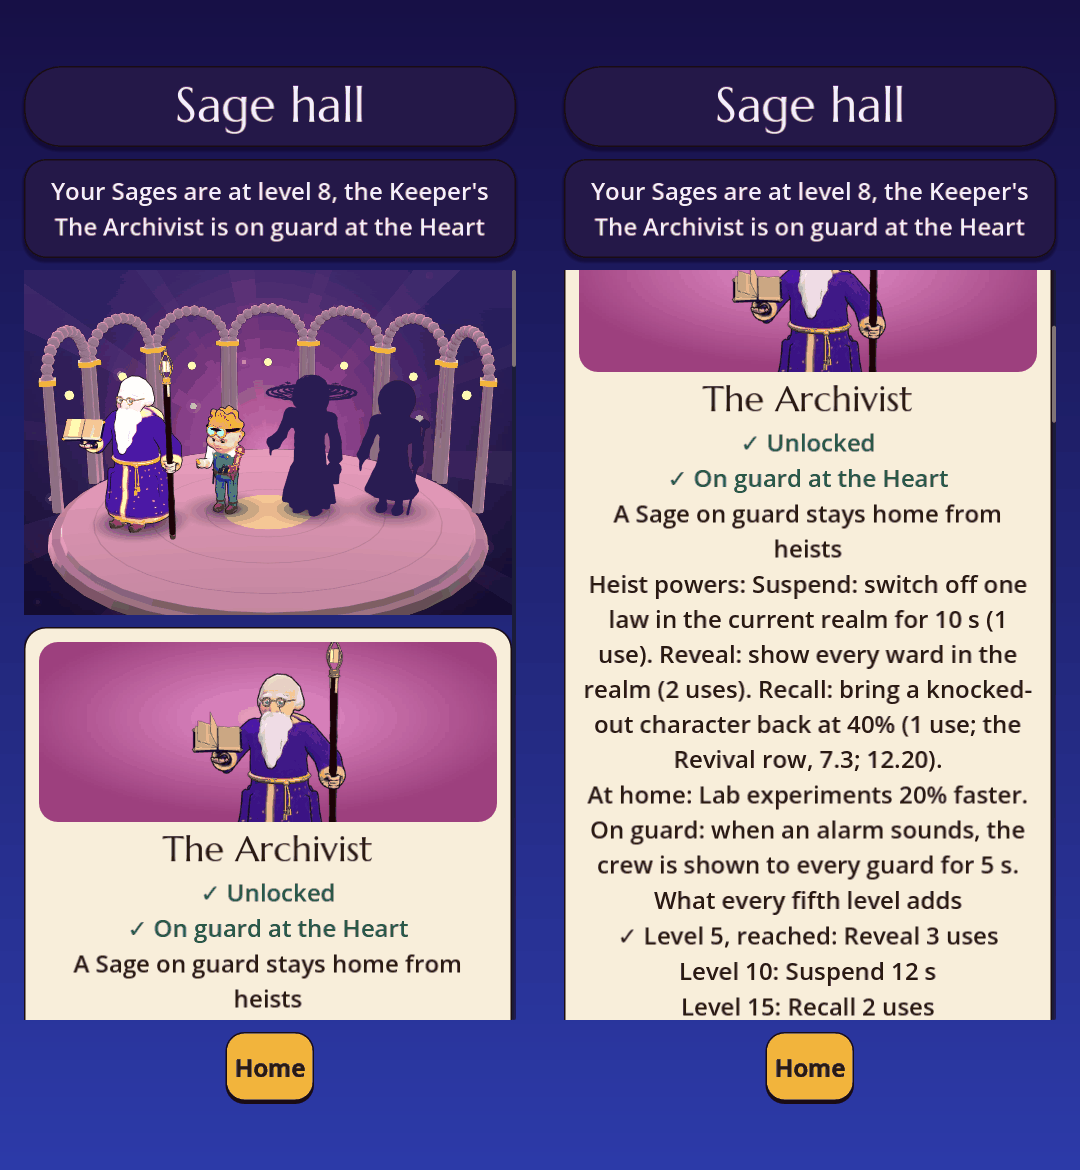 Sage hall
Your Sages are at level 8, the Keeper's
The Archivist is on guard at the Heart
The Archivist
✓ Unlocked
✓ On guard at the Heart
A Sage on guard stays home from
heists
Home
Sage hall
Your Sages are at level 8, the Keeper's
The Archivist is on guard at the Heart
The Archivist
✓ Unlocked
✓ On guard at the Heart
A Sage on guard stays home from
heists
Heist powers: Suspend: switch off one
law in the current realm for 10 s (1
use). Reveal: show every ward in the
realm (2 uses). Recall: bring a knocked-
out character back at 40% (1 use; the
Revival row, 7.3; 12.20).
At home: Lab experiments 20% faster.
On guard: when an alarm sounds, the
crew is shown to every guard for 5 s.
What every fifth level adds
✓ Level 5, reached: Reveal 3 uses
Level 10: Suspend 12 s
Level 15: Recall 2 uses
Home